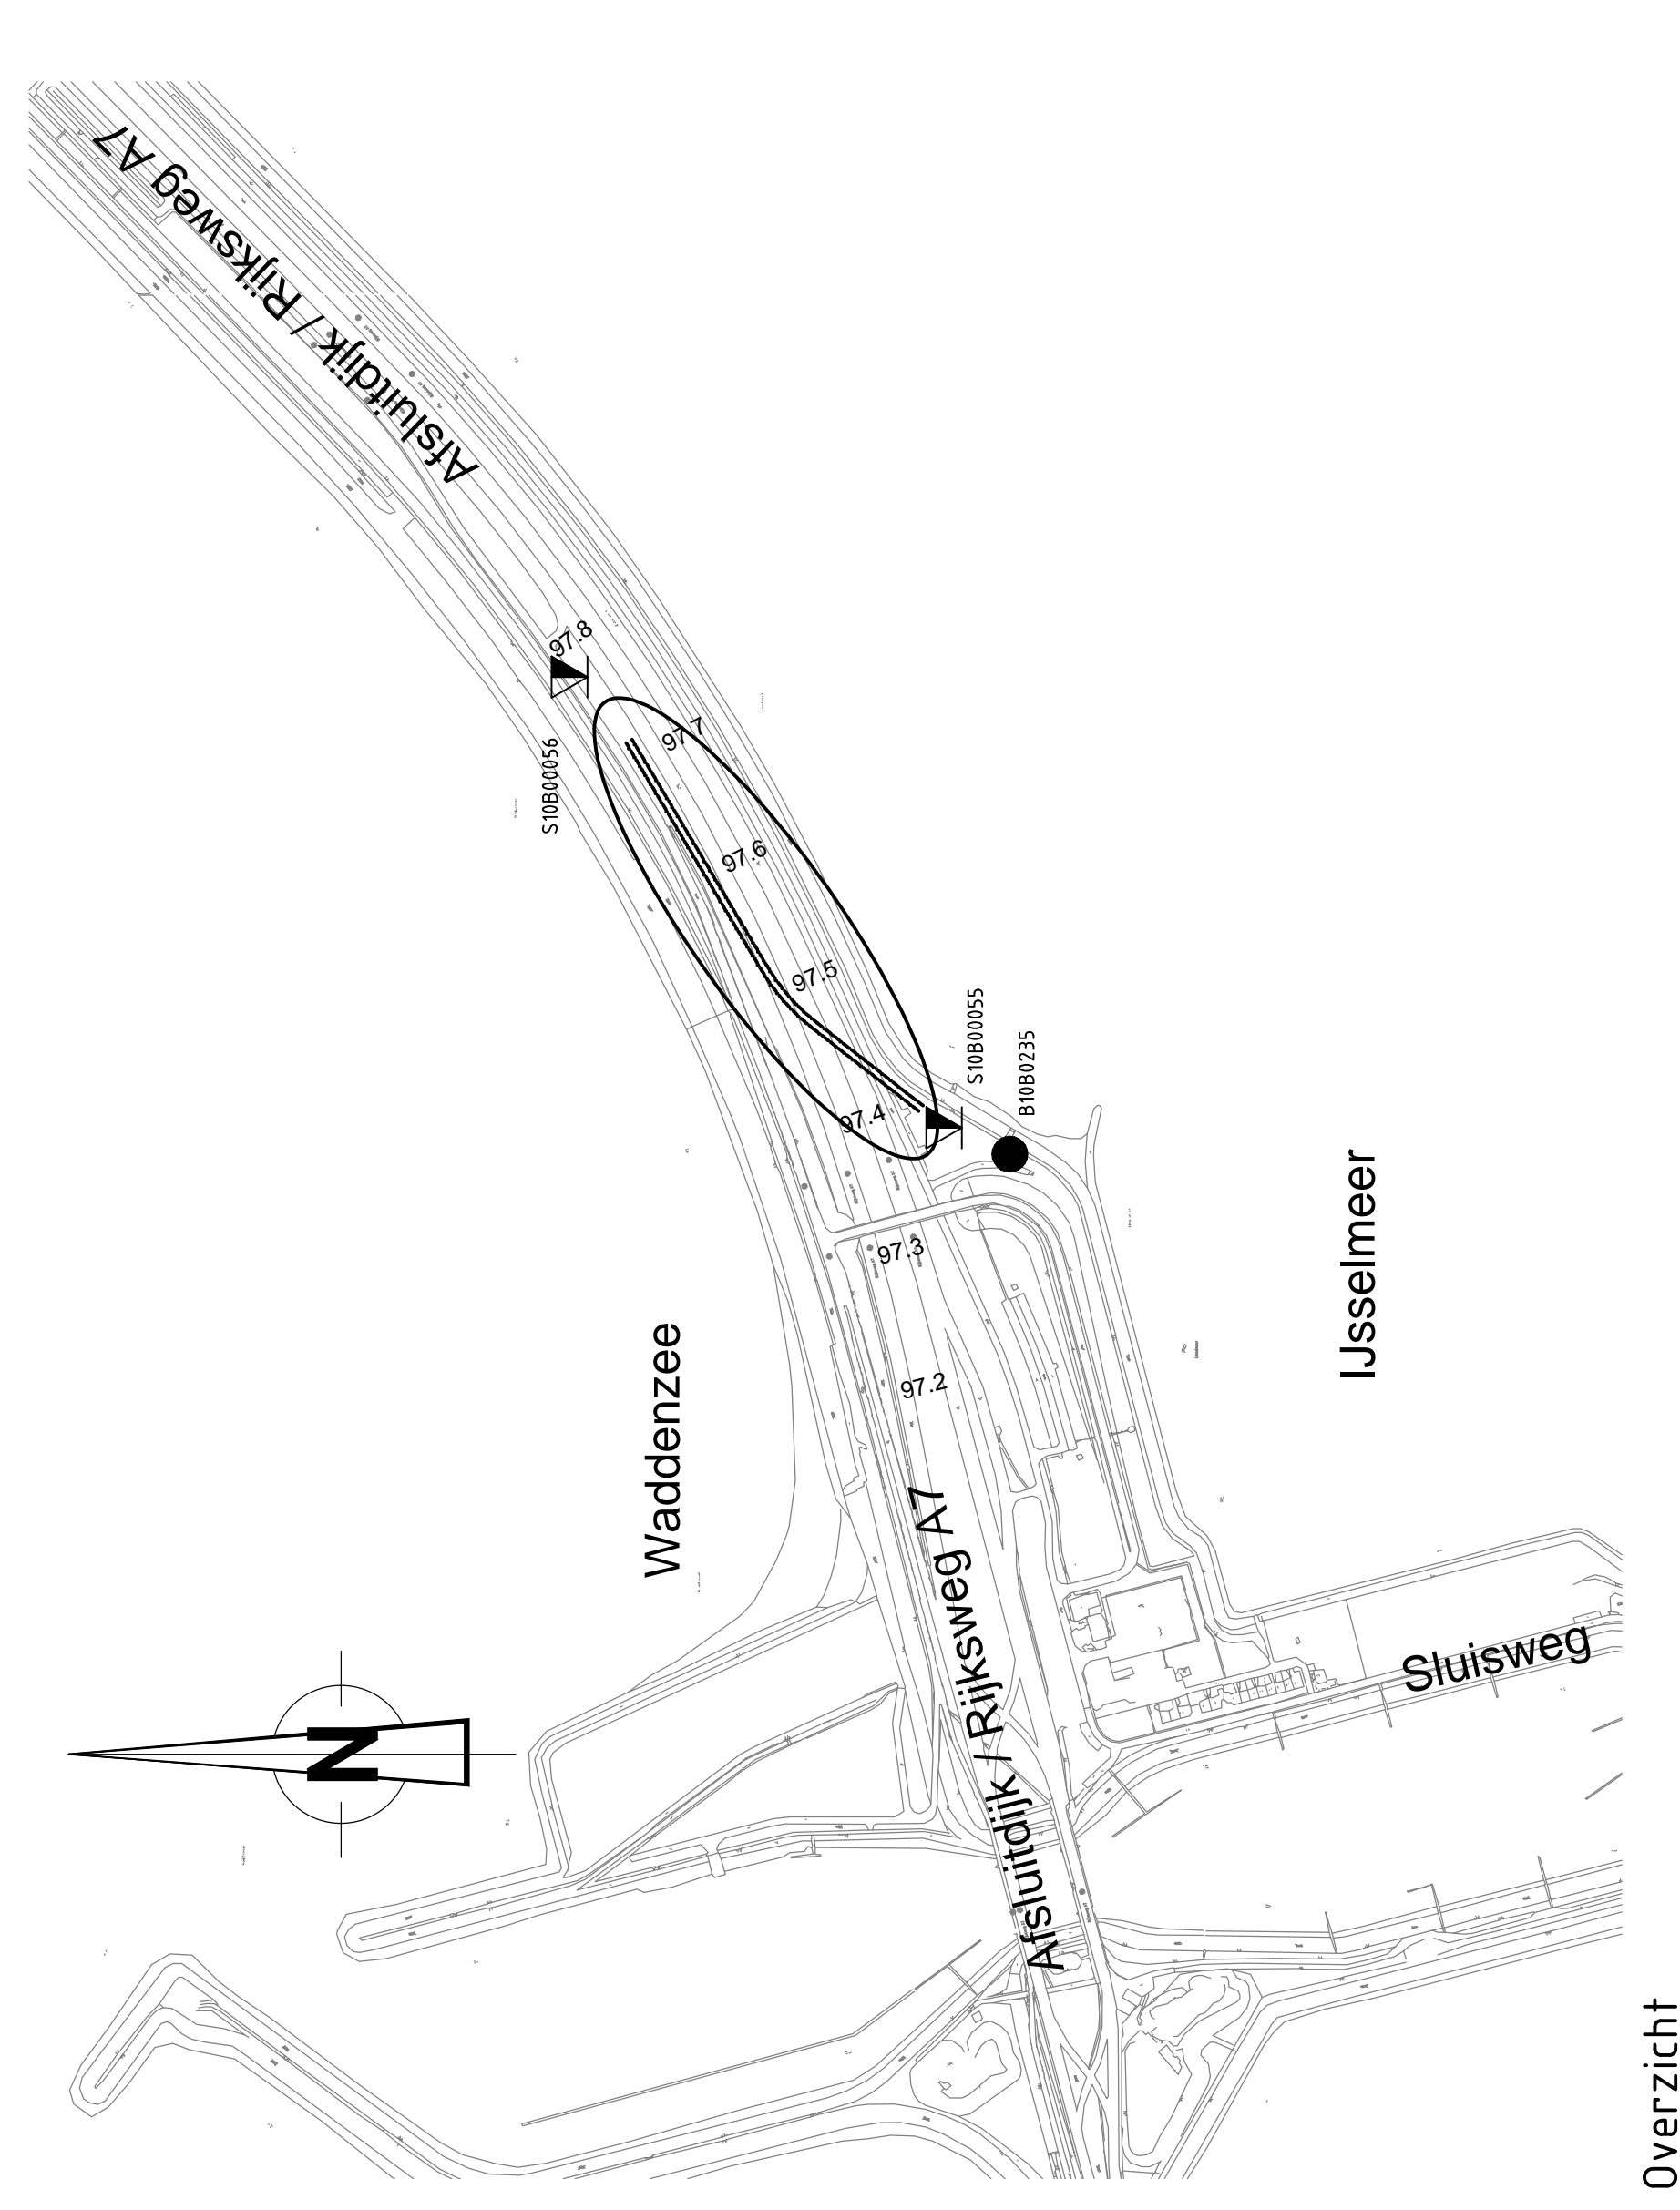 Afsluitdijk / Rijksweg A7
97.8
S10B00056
97.7
97.6
97.5
S10B00055
B10B0235
97.4
97.3
97.2
Waddenzee
IJsselmeer
Afsluitdijk / Rijksweg A7
Sluisweg
N
Overzicht